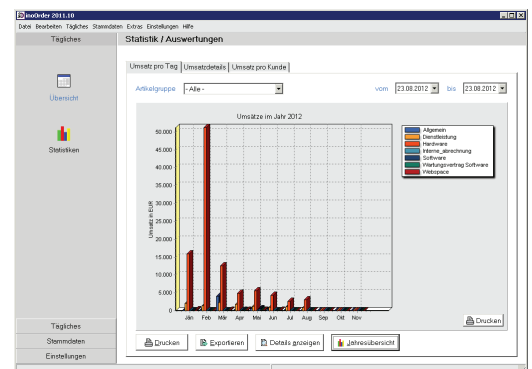 inoOrder 2011.10
Datei Bearbeiten Tägliches Stammdaten Extras Einstellungen Hilfe
Tägliches
Statistik / Auswertungen
Umsatz pro Tag
Umsatzdetails
Umsatz pro Kunde
Übersicht
Statistiken
Artikelgruppe
- Alle -
vom
23.08.2012
bis
23.08.2012
Umsätze im Jahr 2012
Umsatz in EUR
50.000
45.000
40.000
35.000
30.000
25.000
20.000
15.000
10.000
5.000
0
Jän Feb Mär Apr Mai Jun Jul Aug Sep Okt Nov
Allgemein
Dienstleistung
Hardware
Interne_abrechnung
Software
Wartungsvertrag Software
Webspace
Drucken
Tägliches
Stammdaten
Einstellungen
Drucken
Exportieren
Details anzeigen
Jahresübersicht